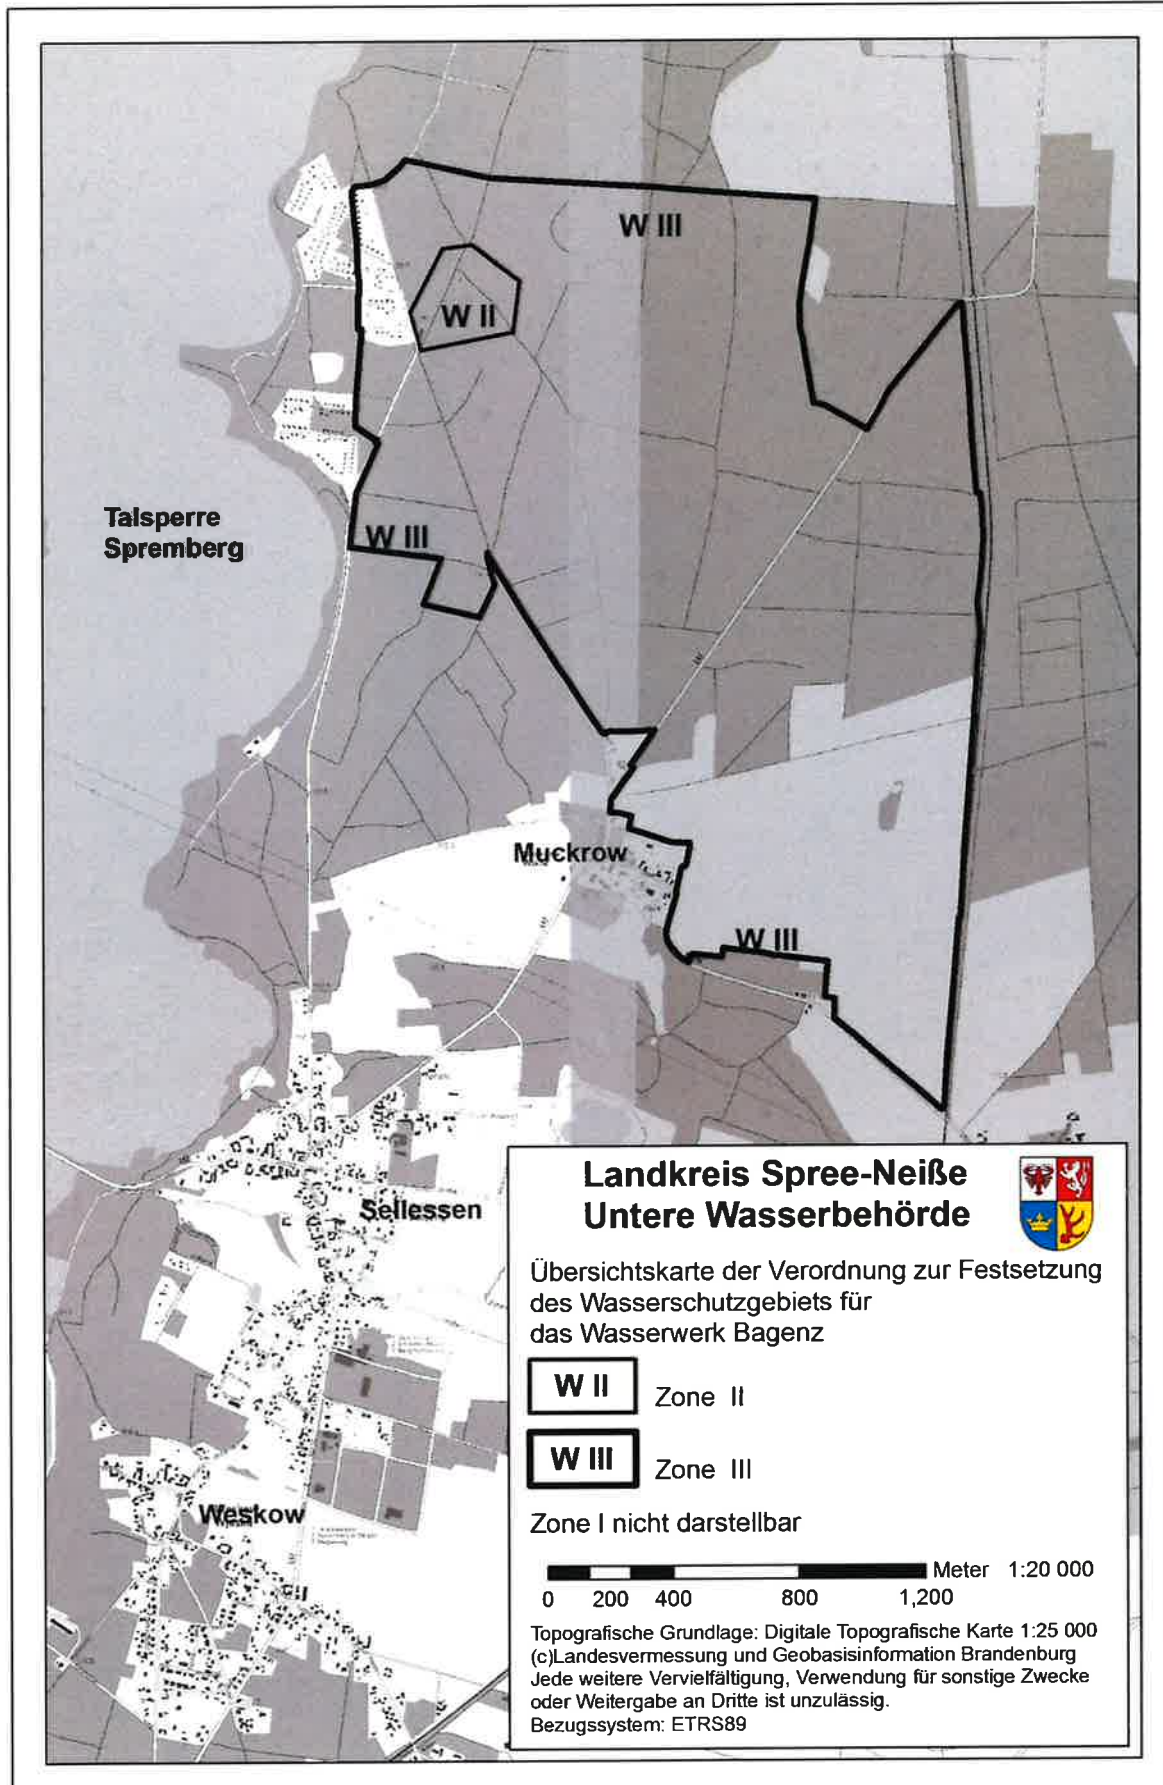 W III
W II
Talsperre
Spremberg
W III
Muckrow
W III
Sellessen
Weskow
Landkreis Spree-Neiße
Untere Wasserbehörde
Übersichtskarte der Verordnung zur Festsetzung
des Wasserschutzgebiets für
das Wasserwerk Bagenz
W II Zone II
W III Zone III
Zone I nicht darstellbar
Meter 1:20 000
0 200 400 800 1,200
Topografische Grundlage: Digitale Topografische Karte 1:25 000
(c)Landesvermessung und Geobasisinformation Brandenburg
Jede weitere Vervielfältigung, Verwendung für sonstige Zwecke
oder Weitergabe an Dritte ist unzulässig.
Bezugssystem: ETRS89